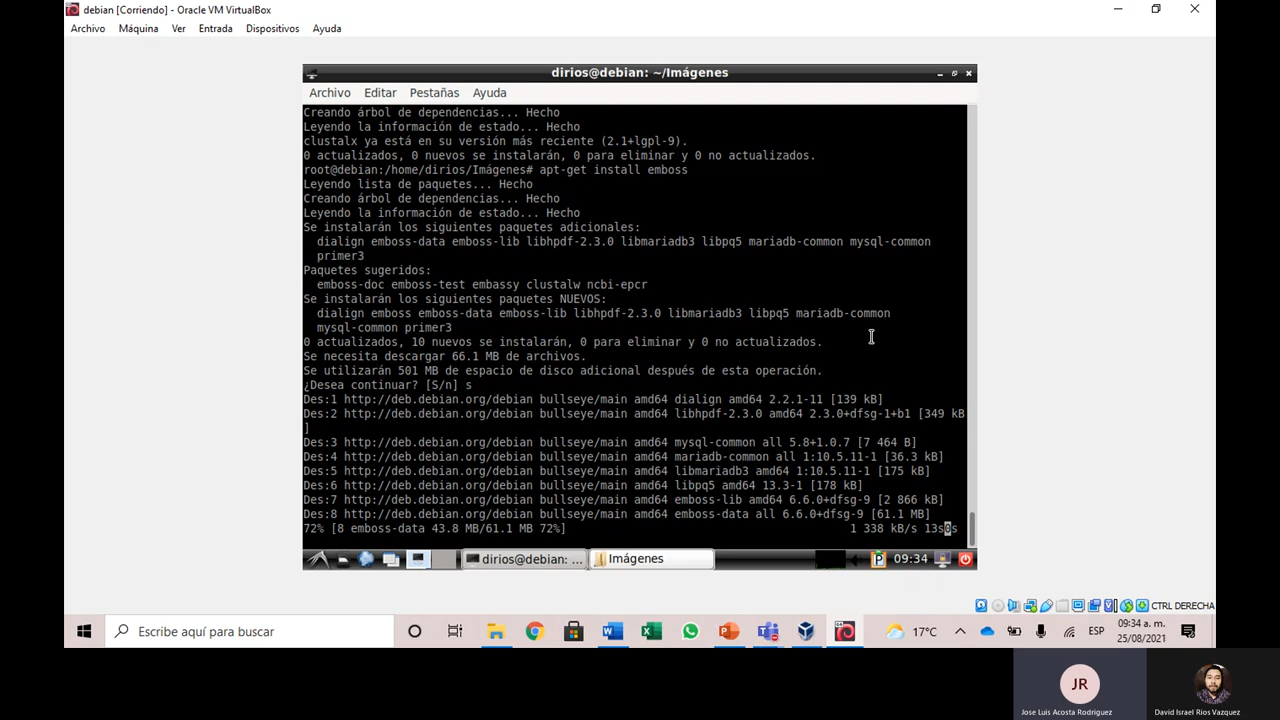 debian [Corriendo] - Oracle VM VirtualBox
Archivo Máquina Ver Entrada Dispositivos Ayuda
dirios@debian: ~/Imágenes
Archivo Editar Pestañas Ayuda
Creando árbol de dependencias... Hecho
Leyendo la información de estado... Hecho
clustalx ya está en su versión más reciente (2.1+lgpl-9).
0 actualizados, 0 nuevos se instalarán, 0 para eliminar y 0 no actualizados.
root@debian:/home/dirios/Imágenes# apt-get install emboss
Leyendo lista de paquetes... Hecho
Creando árbol de dependencias... Hecho
Leyendo la información de estado... Hecho
Se instalarán los siguientes paquetes adicionales:
dialign emboss-data emboss-lib libhpdf-2.3.0 libmariadb3 libpq5 mariadb-common mysql-common
primer3
Paquetes sugeridos:
emboss-doc emboss-test embassy clustalw ncbi-epcr
Se instalarán los siguientes paquetes NUEVOS:
dialign emboss emboss-data emboss-lib libhpdf-2.3.0 libmariadb3 libpq5 mariadb-common
mysql-common primer3
0 actualizados, 10 nuevos se instalarán, 0 para eliminar y 0 no actualizados.
Se necesita descargar 66.1 MB de archivos.
Se utilizarán 501 MB de espacio de disco adicional después de esta operación.
¿Desea continuar? [S/n] s
Des:1 http://deb.debian.org/debian bullseye/main amd64 dialign amd64 2.2.1-11 [139 kB]
Des:2 http://deb.debian.org/debian bullseye/main amd64 libhpdf-2.3.0 amd64 2.3.0+dfsg-1+b1 [349 kB
]
Des:3 http://deb.debian.org/debian bullseye/main amd64 mysql-common all 5.8+1.0.7 [7 464 B]
Des:4 http://deb.debian.org/debian bullseye/main amd64 mariadb-common all 1:10.5.11-1 [36.3 kB]
Des:5 http://deb.debian.org/debian bullseye/main amd64 libmariadb3 amd64 1:10.5.11-1 [175 kB]
Des:6 http://deb.debian.org/debian bullseye/main amd64 libpq5 amd64 13.3-1 [178 kB]
Des:7 http://deb.debian.org/debian bullseye/main amd64 emboss-lib amd64 6.6.0+dfsg-9 [2 866 kB]
Des:8 http://deb.debian.org/debian bullseye/main amd64 emboss-data all 6.6.0+dfsg-9 [61.1 MB]
72% [8 emboss-data 43.8 MB/61.1 MB 72%] 1 338 kB/s 13s0s
dirios@debian: ... Imágenes P 09:34
CTRL DERECHA
Escribe aquí para buscar 17°C ESP 09:34 a. m.
25/08/2021
JR
Jose Luis Acosta Rodriguez David Israel Rios Vazquez